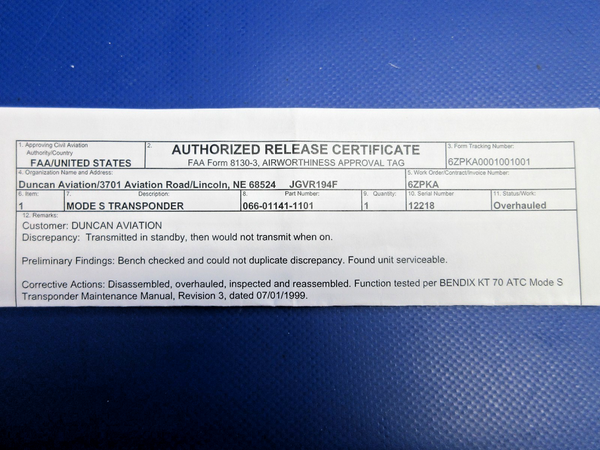 1. Approving Civil Aviation
Authority/Country
FAA/UNITED STATES
2.
AUTHORIZED RELEASE CERTIFICATE
FAA Form 8130-3, AIRWORTHINESS APPROVAL TAG
3. Form Tracking Number:
6ZPKA0001001001
4. Organization Name and Address:
Duncan Aviation/3701 Aviation Road/Lincoln, NE 68524 JGVR194F
5. Work Order/Contract/Invoice Number:
6ZPKA
6. Item: 7. Description: 8. Part Number: 9. Quantity: 10. Serial Number 11. Status/Work:
1 MODE S TRANSPONDER 066-01141-1101 1 12218 Overhauled
12. Remarks:
Customer: DUNCAN AVIATION
Discrepancy: Transmitted in standby, then would not transmit when on.
Preliminary Findings: Bench checked and could not duplicate discrepancy. Found unit serviceable.
Corrective Actions: Disassembled, overhauled, inspected and reassembled. Function tested per BENDIX KT 70 ATC Mode S
Transponder Maintenance Manual, Revision 3, dated 07/01/1999.